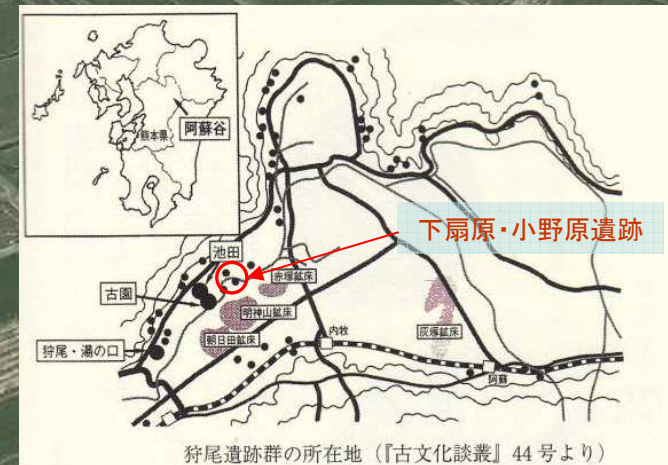 熊本県
阿蘇谷
下扇原・小野原遺跡
池田
赤塚鉱床
古園
明神山鉱床
朝日田鉱床
内牧
灰塚鉱床
狩尾・湯の口
阿蘇
狩尾遺跡群の所在地（『古文化談叢』44号より）